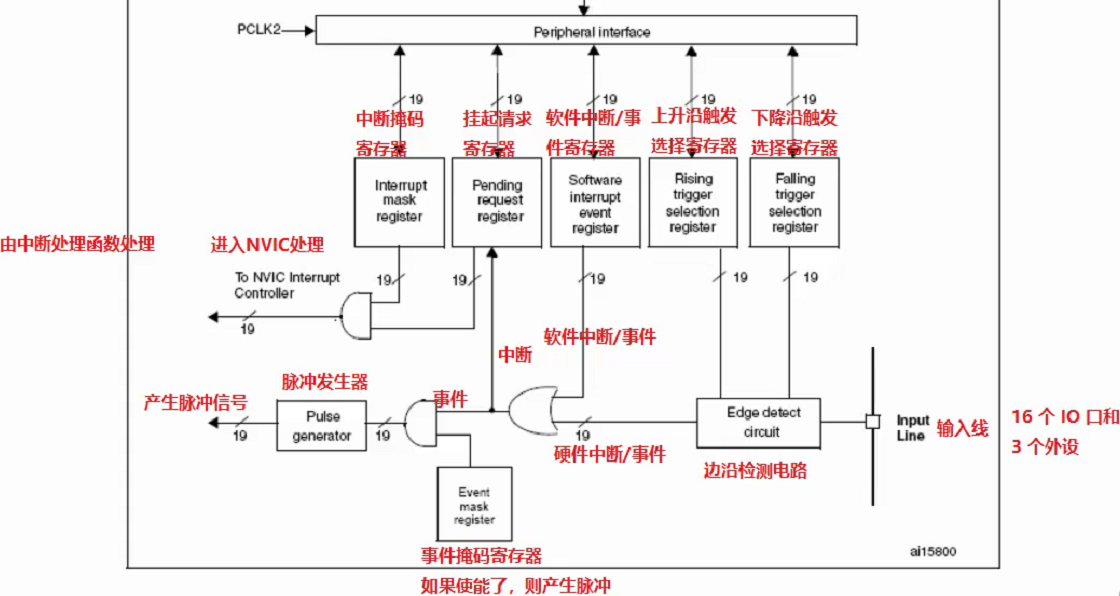 PCLK2
Peripheral interface
19
19
19
19
19
中断掩码
寄存器
挂起请求
寄存器
软件中断/事
件寄存器
上升沿触发
选择寄存器
下降沿触发
选择寄存器
Interrupt
mask
register
Pending
request
register
Software
interrupt
event
register
Rising
trigger
selection
register
Falling
trigger
selection
register
由中断处理函数处理
进入NVIC处理
To NVIC Interrupt
Controller
19
19
19
19
19
19
软件中断/事件
中断
脉冲发生器
产生脉冲信号
事件
Pulse
generator
19
19
19
硬件中断/事件
Edge detect
circuit
边沿检测电路
Input
Line
输入线
16 个 IO 口和
3 个外设
Event
mask
register
事件掩码寄存器
如果使能了，则产生脉冲
ai15800